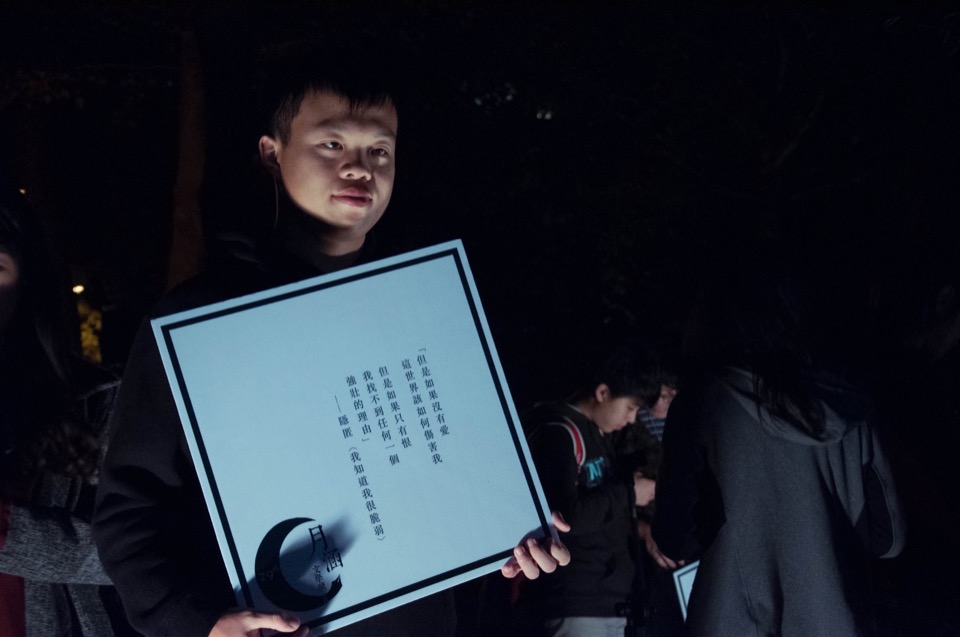 「但是如果沒有愛
這世界該如何傷害我
但是如果只有恨
我找不到任何一個
強壯的理由」
——隱匿〈我知道我很脆弱〉
月涵